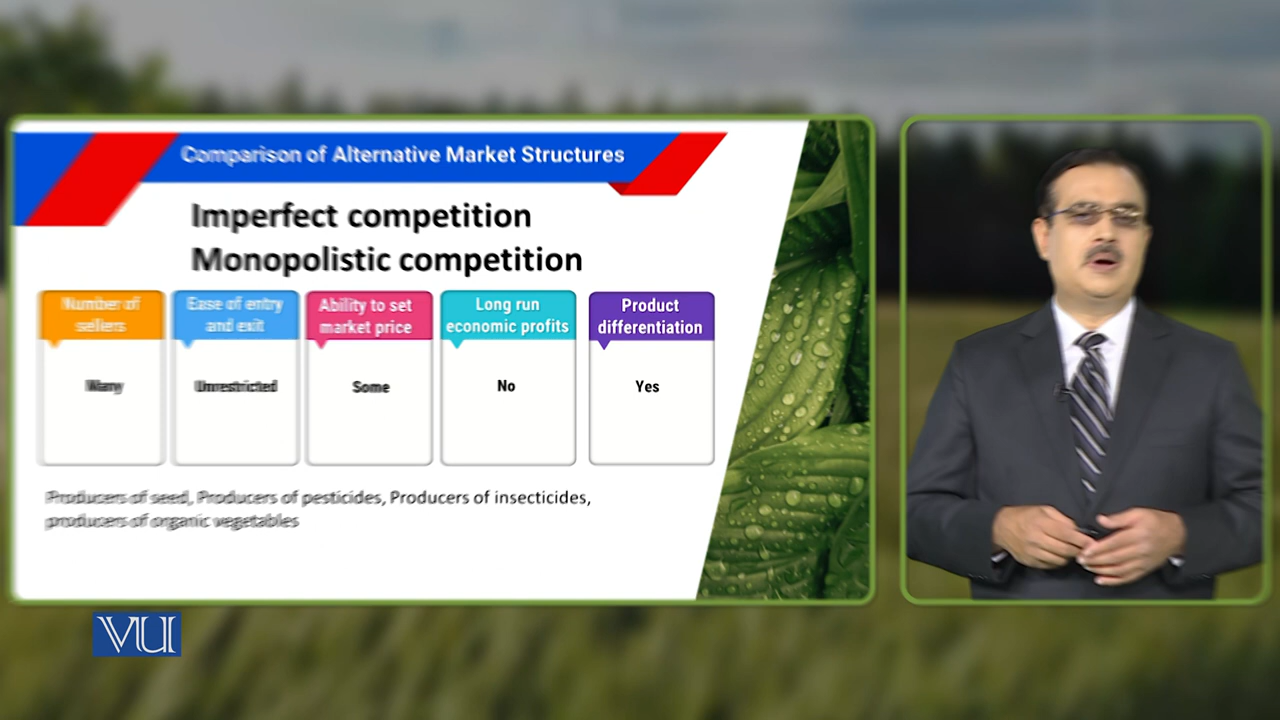 Comparison of Alternative Market Structures
Imperfect competition
Monopolistic competition
Number of
sellers
Ease of entry
and exit
Ability to set
market price
Long run
economic profits
Product
differentiation
Many
Unrestricted
Some
No
Yes
Producers of seed, Producers of pesticides, Producers of insecticides,
producers of organic vegetables
VU